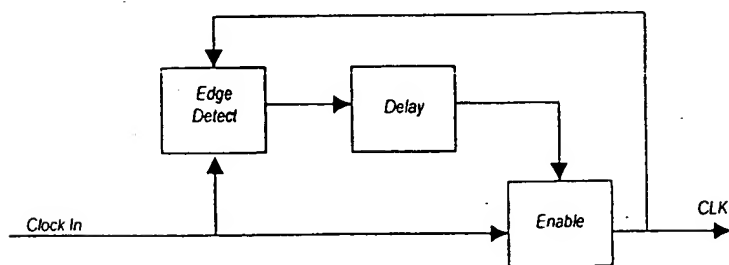 Edge
Detect
Delay
Clock In
Enable
CLK